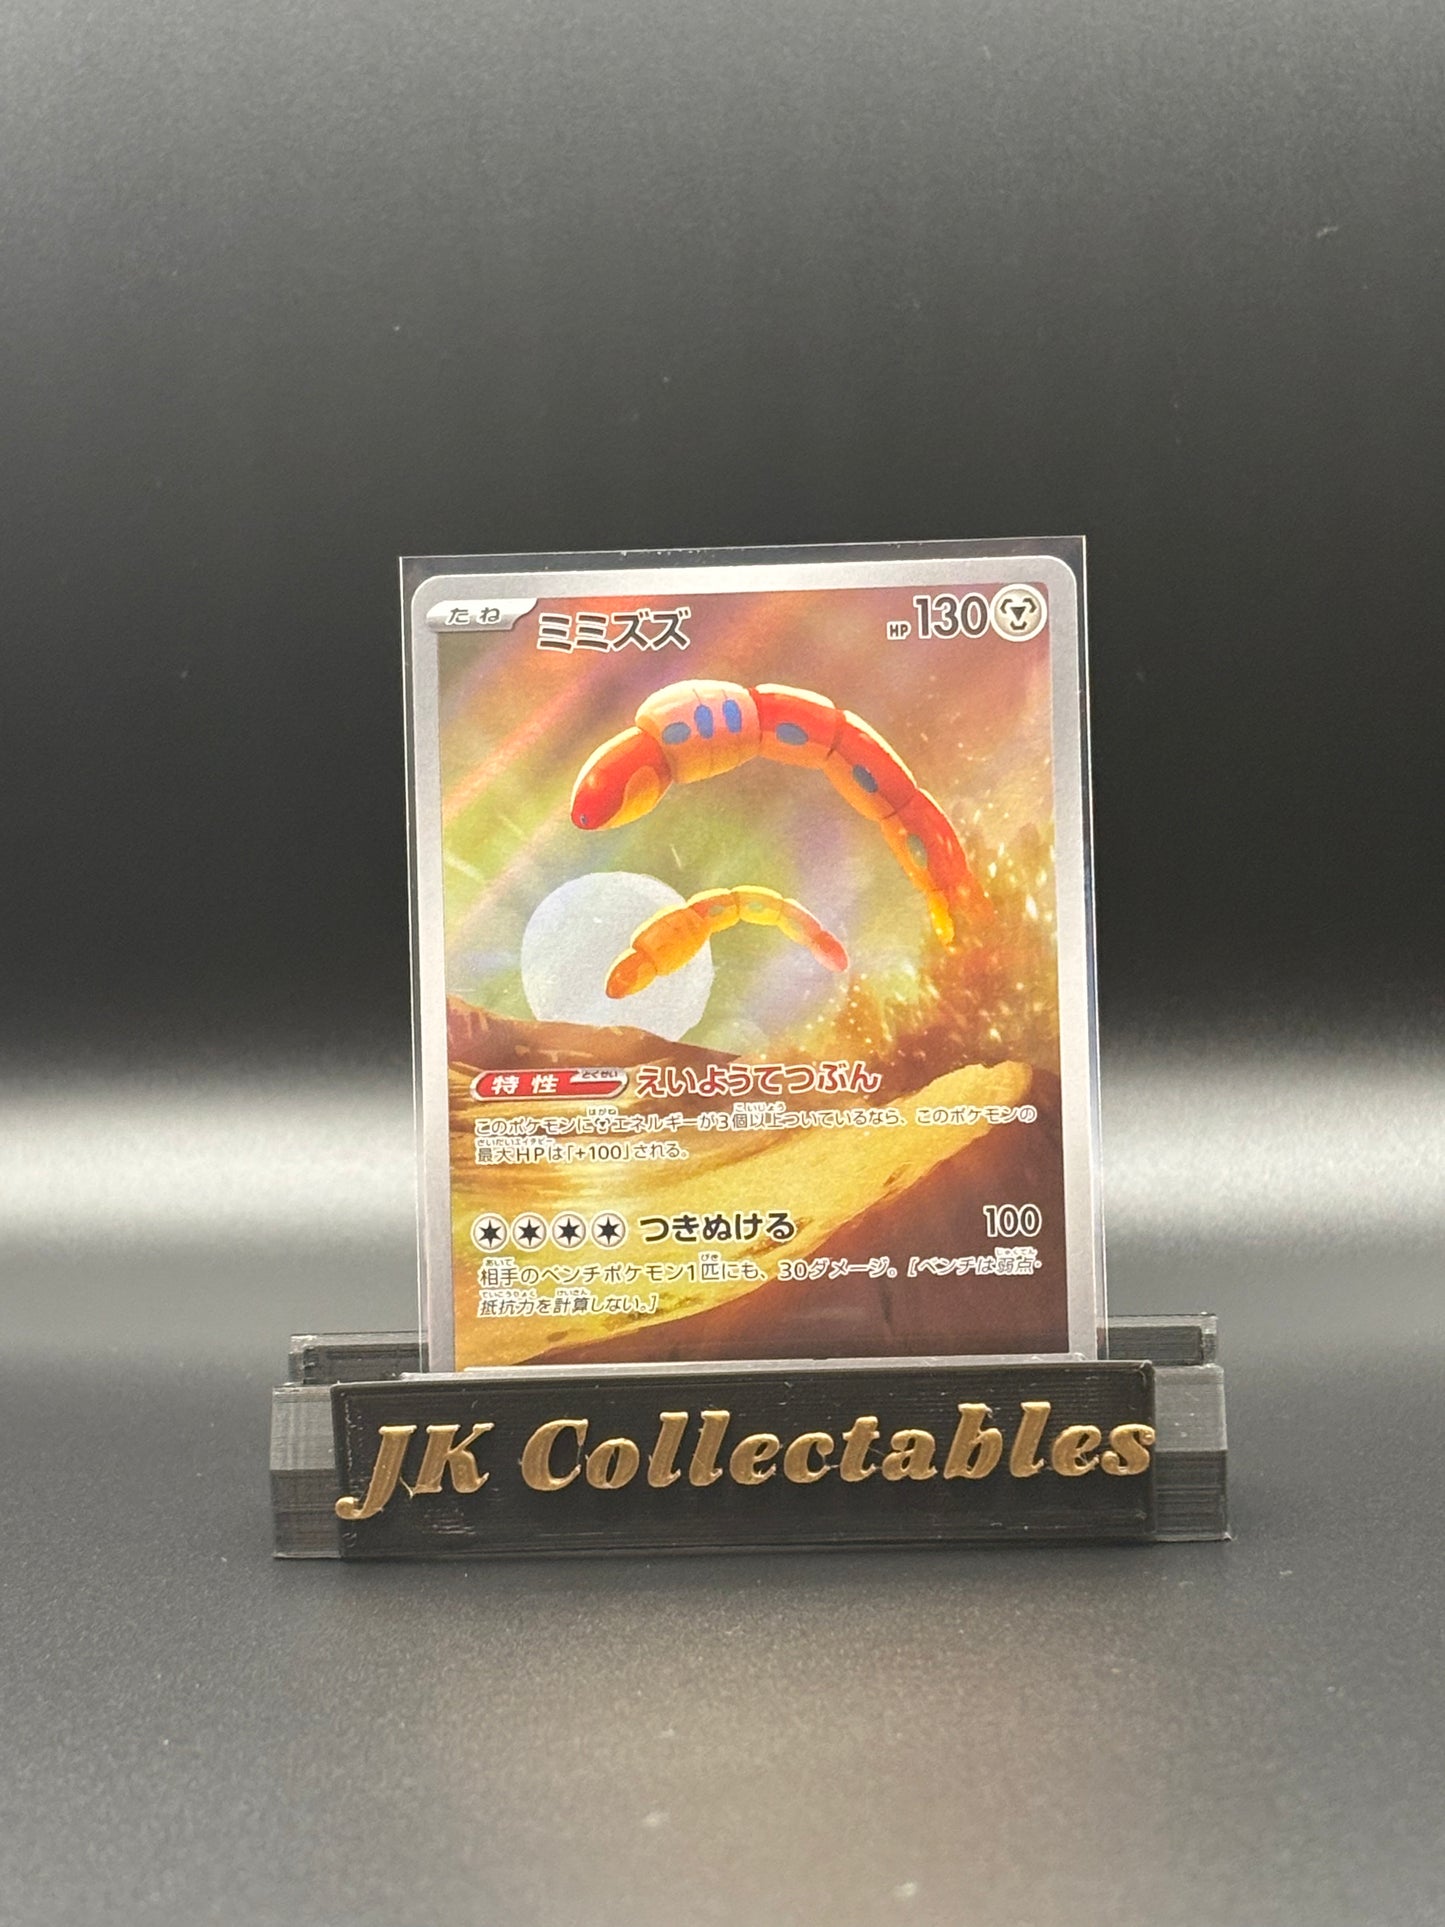 たね ミミズズ HP130
特性 とくせい えいようてつぶん
このポケモンにエネルギーが3個以上ついているなら、このポケモンの
最大HPは「+100」される。
つきぬける 100
相手のベンチポケモン1匹にも、30ダメージ。[ベンチは弱点・
抵抗力を計算しない。]
JK Collectables